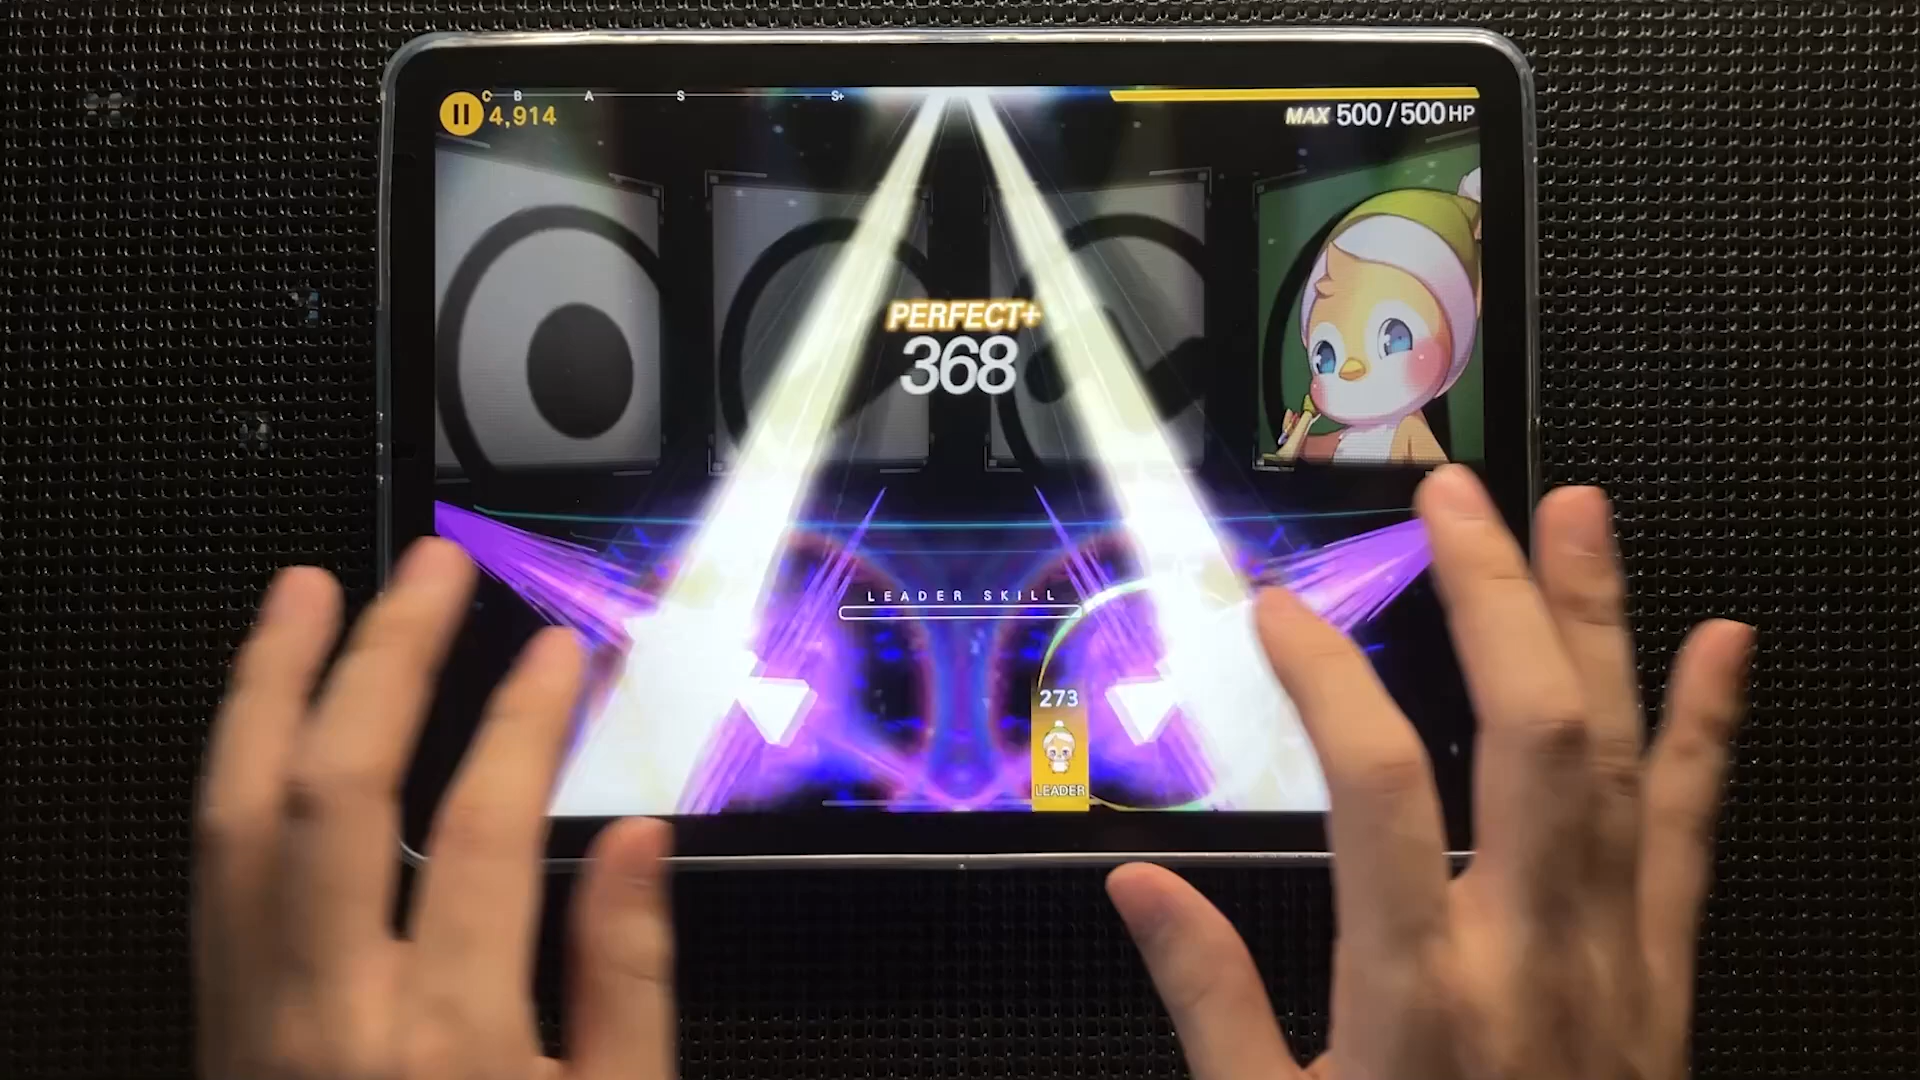 C B A S S+
4,914
MAX 500/500 HP
PERFECT+
368
LEADER SKILL
273
LEADER